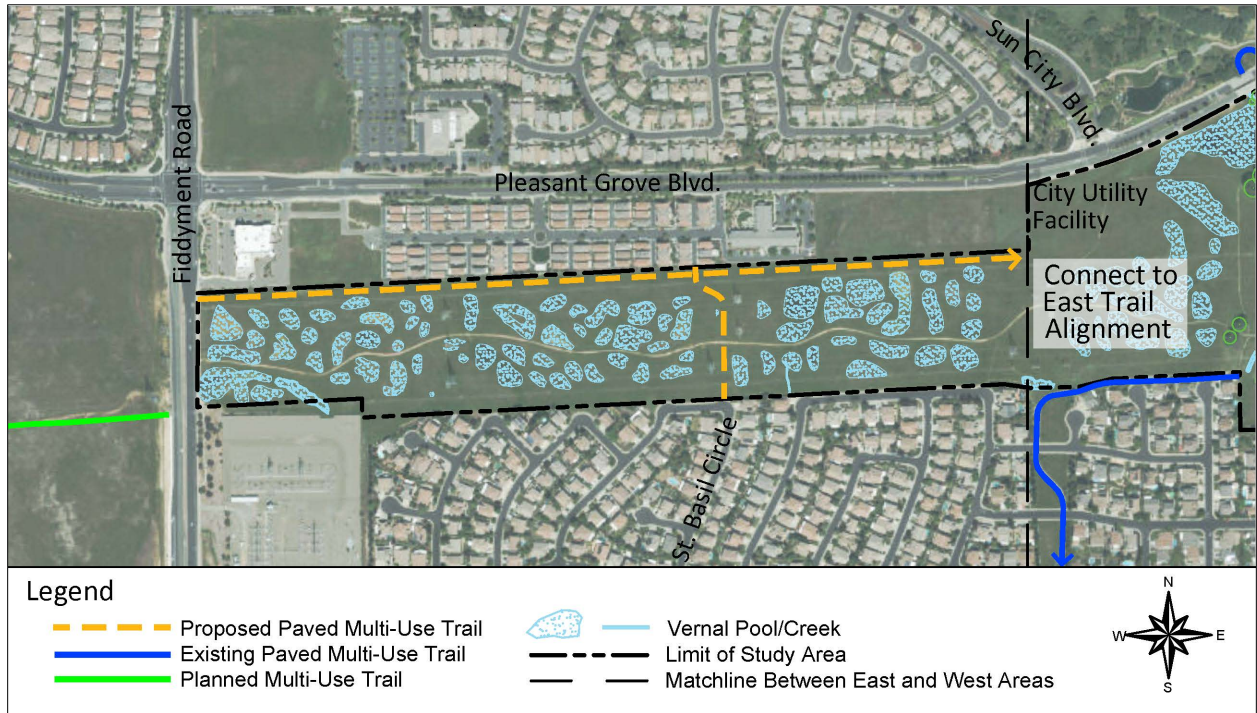 Sun City Blvd.
Fiddyment Road
Pleasant Grove Blvd.
City Utility
Facility
Connect to
East Trail
Alignment
St. Basil Circle
Legend
Proposed Paved Multi-Use Trail
Existing Paved Multi-Use Trail
Planned Multi-Use Trail
Vernal Pool/Creek
Limit of Study Area
Matchline Between East and West Areas
N
W
E
S